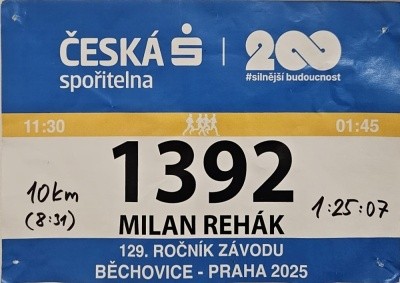 ČESKÁ
spořitelna
200
#silnější budoucnost
11:30
01:45
1392
10km
(8:31)
1:25:07
MILAN REHÁK
129. ROČNÍK ZÁVODU
BĚCHOVICE - PRAHA 2025